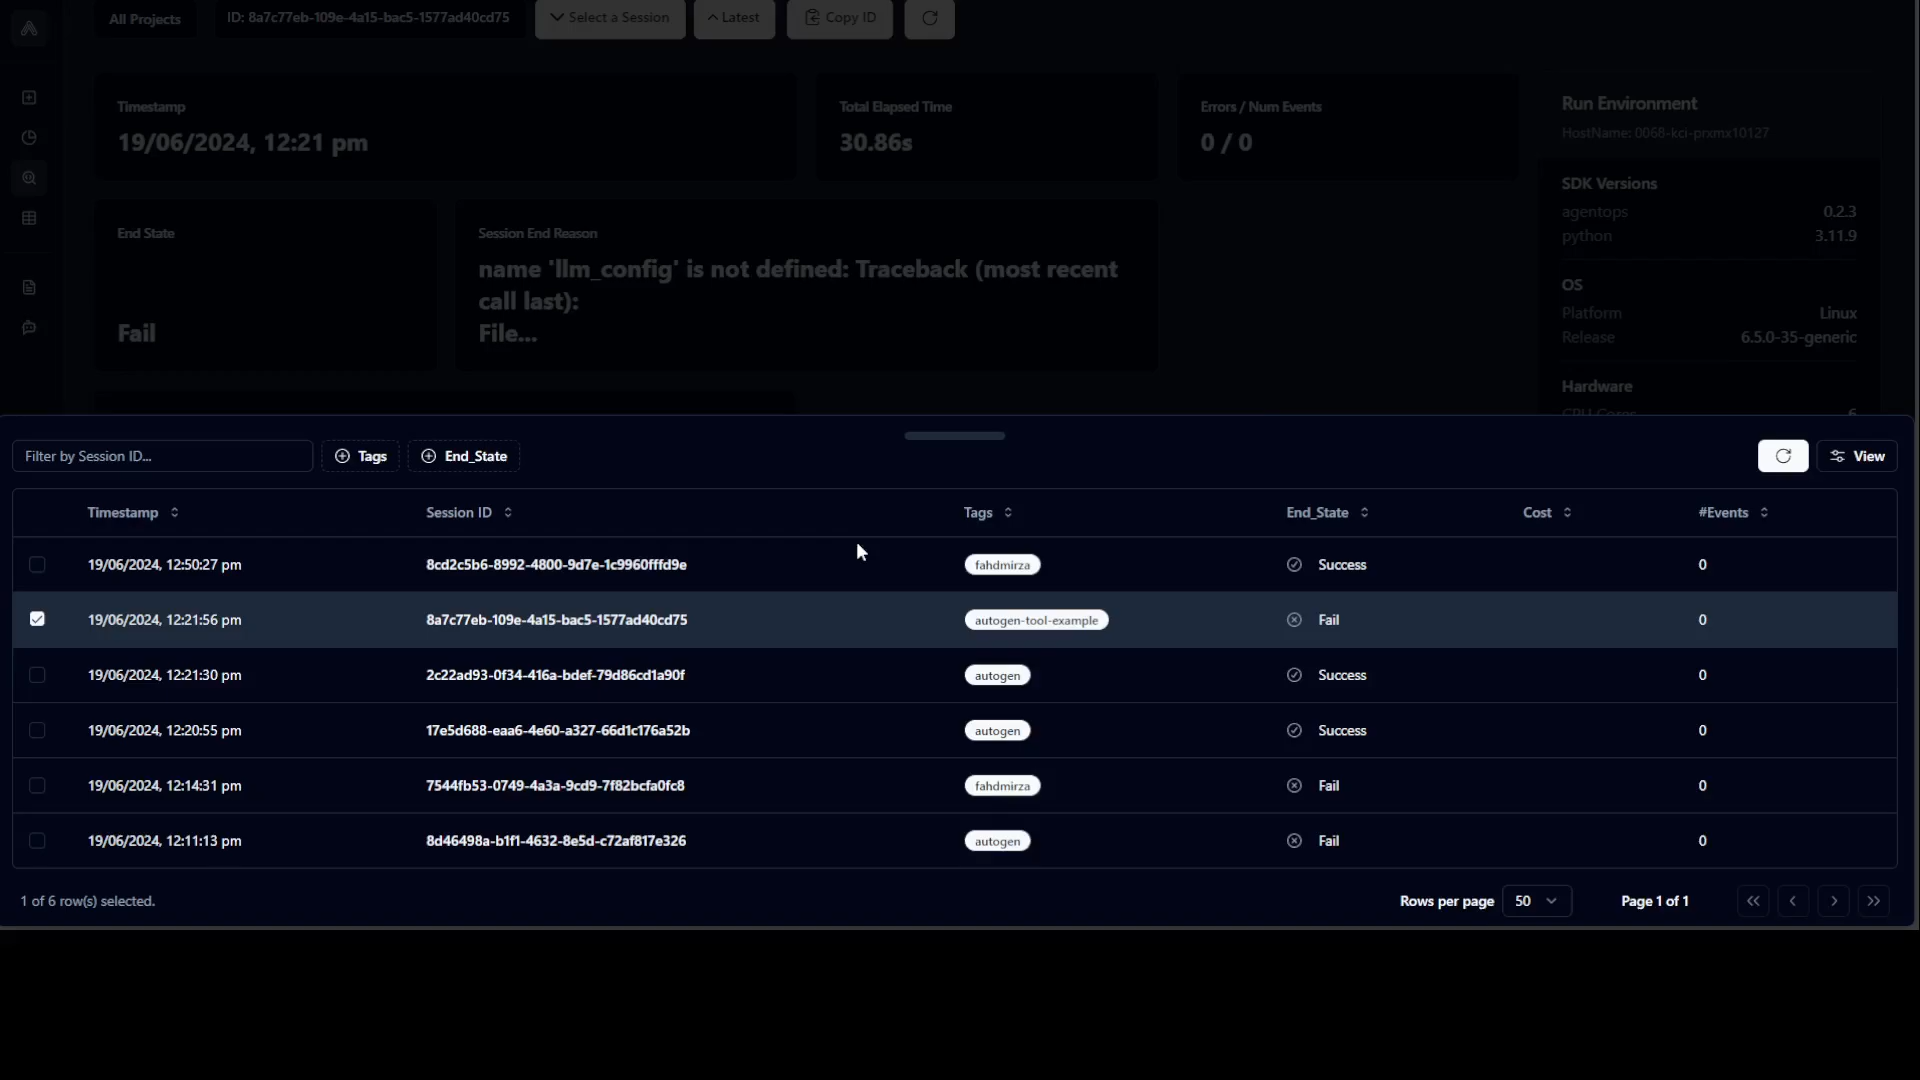 All Projects
ID: 8a7c77eb-109e-4a15-bac5-1577ad40cd75
Select a Session
Latest
Copy ID
Timestamp
19/06/2024, 12:21 pm
Total Elapsed Time
30.86s
Errors / Num Events
0 / 0
Run Environment
HostName: 0068-kci-prxmx10127
SDK Versions
agentops 0.2.3
python 3.11.9
OS
Platform Linux
Release 6.5.0-35-generic
Hardware
CPU Cores 6
End State
Fail
Session End Reason
name 'llm_config' is not defined: Traceback (most recent
call last):
File...
Filter by Session ID...
Tags
End_State
View
Timestamp Session ID Tags End_State Cost #Events
19/06/2024, 12:50:27 pm 8cd2c5b6-8992-4800-9d7e-1c9960fffd9e fahdmirza Success 0
19/06/2024, 12:21:56 pm 8a7c77eb-109e-4a15-bac5-1577ad40cd75 autogen-tool-example Fail 0
19/06/2024, 12:21:30 pm 2c22ad93-0f34-416a-bdef-79d86cd1a90f autogen Success 0
19/06/2024, 12:20:55 pm 17e5d688-eaa6-4e60-a327-66d1c176a52b autogen Success 0
19/06/2024, 12:14:31 pm 7544fb53-0749-4a3a-9cd9-7f82bcfa0fc8 fahdmirza Fail 0
19/06/2024, 12:11:13 pm 8d46498a-b1f1-4632-8e5d-c72af817e326 autogen Fail 0
1 of 6 row(s) selected.
Rows per page 50
Page 1 of 1